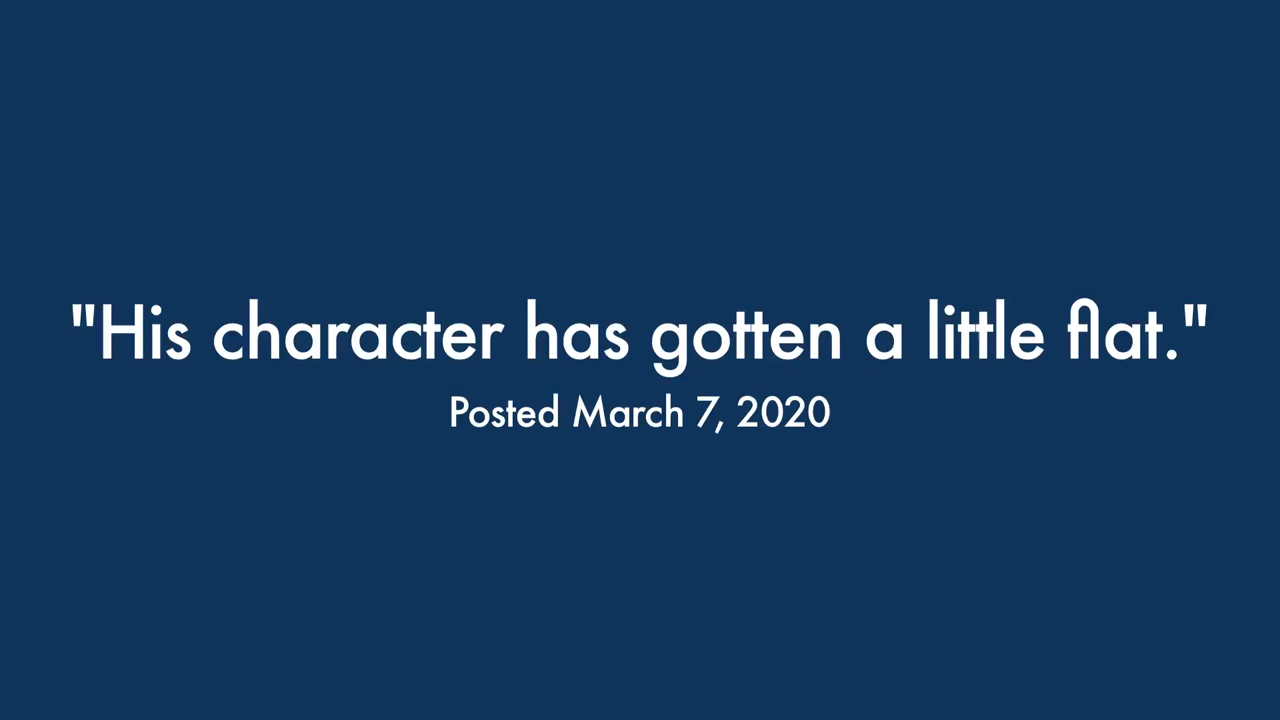 "His character has gotten a little flat."
Posted March 7, 2020